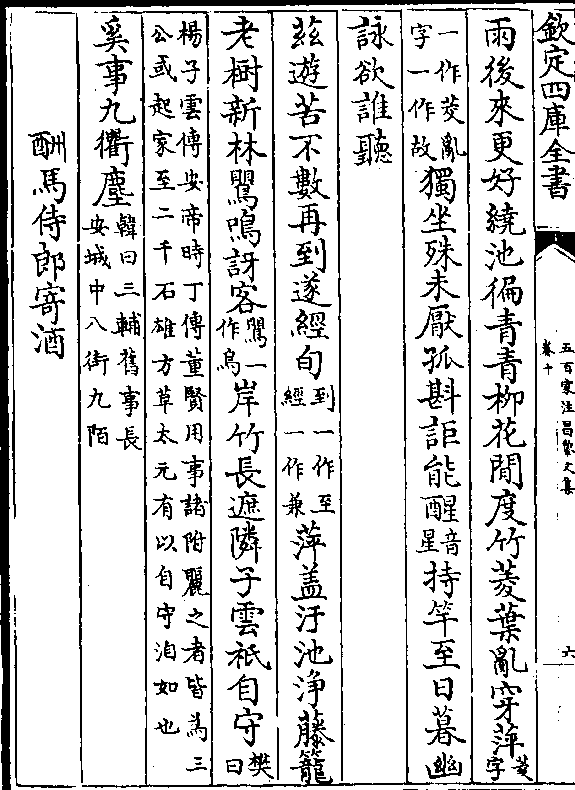 欽定四庫全書
五百家注昌黎文集
卷十
六
雨後來更好繞池徧青青柳花閒度竹菱葉亂穿萍菱字
一作茭亂字一作故獨坐殊未厭孤斟詎能醒音星持竿至日暮幽
詠欲誰聽
茲遊苦不數再到遂經旬到一作至經一作兼萍盖汙池浄藤籠
老樹新林鸎鳴訝客鸎一作鳥岸竹長遮隣子雲衹自守樊曰
楊子雲傳安帝時丁傳董賢用事諸附麗之者皆為三
公或起家至二千石雄方草太元有以自守泊如也
奚事九衢塵韓曰三輔舊事長安城中八街九陌
酬馬侍郎寄酒